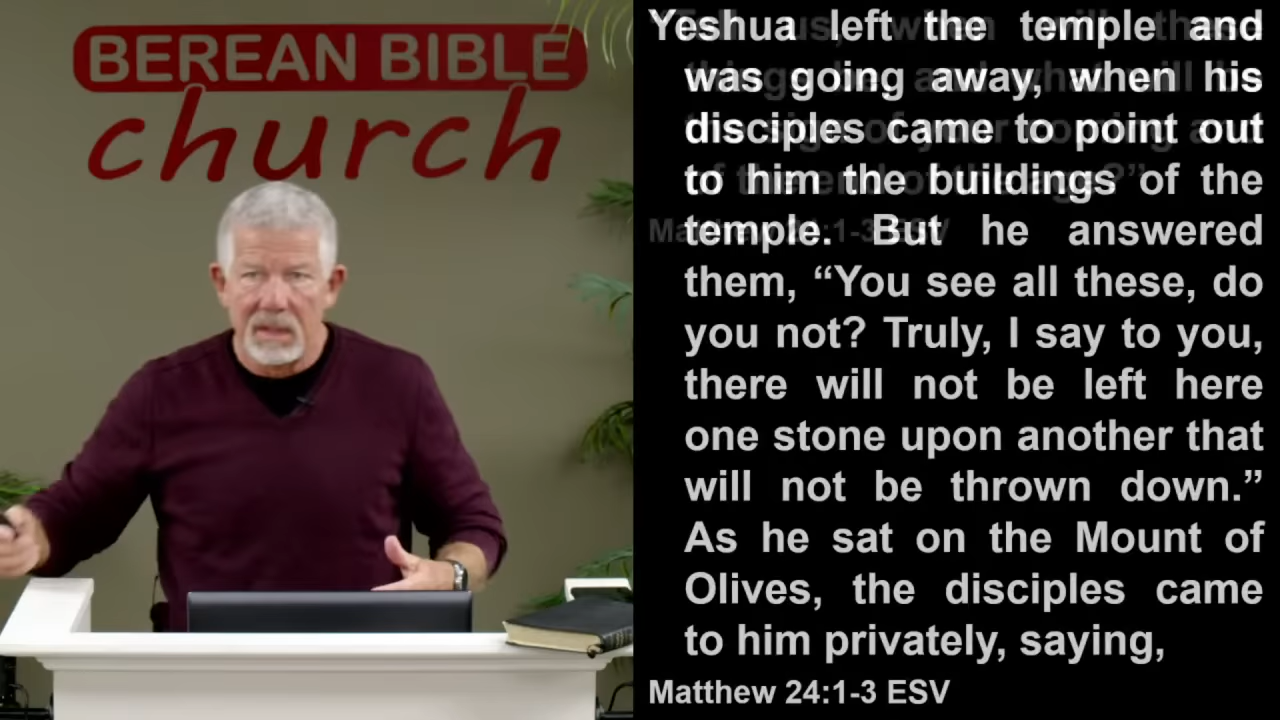 BEREAN BIBLE
church
Yeshua left the temple and
was going away, when his
disciples came to point out
to him the buildings of the
temple. But he answered
them, “You see all these, do
you not? Truly, I say to you,
there will not be left here
one stone upon another that
will not be thrown down.”
As he sat on the Mount of
Olives, the disciples came
to him privately, saying,
Matthew 24:1-3 ESV